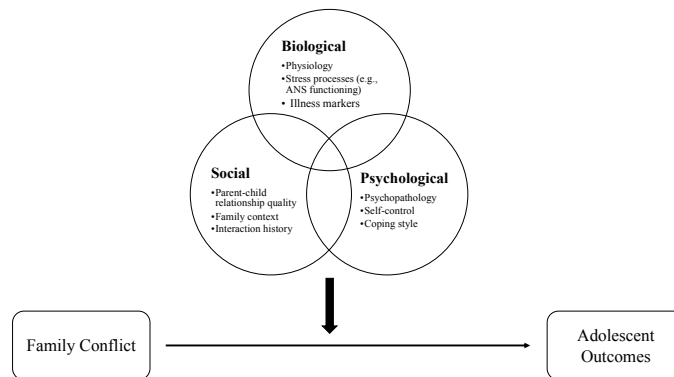 Biological
•Physiology
•Stress processes (e.g.,
ANS functioning)
• Illness markers
Social
•Parent-child
relationship quality
•Family context
•Interaction history
Psychological
•Psychopathology
•Self-control
•Coping style
Family Conflict
Adolescent
Outcomes